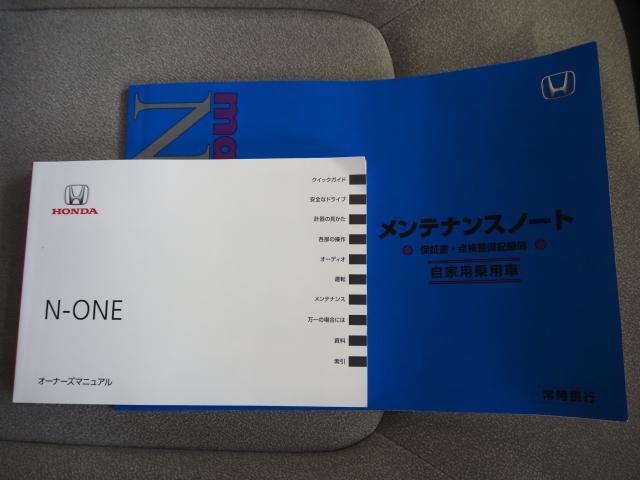 HONDA
N-ONE
オーナーズマニュアル
クイックガイド
安全なドライブ
計器の見かた
各部の操作
オーディオ
運転
メンテナンス
万一の場合には
資料
索引
ma
N
メンテナンスノート
保証書・点検整備記録簿
自家用乗用車
常時携行